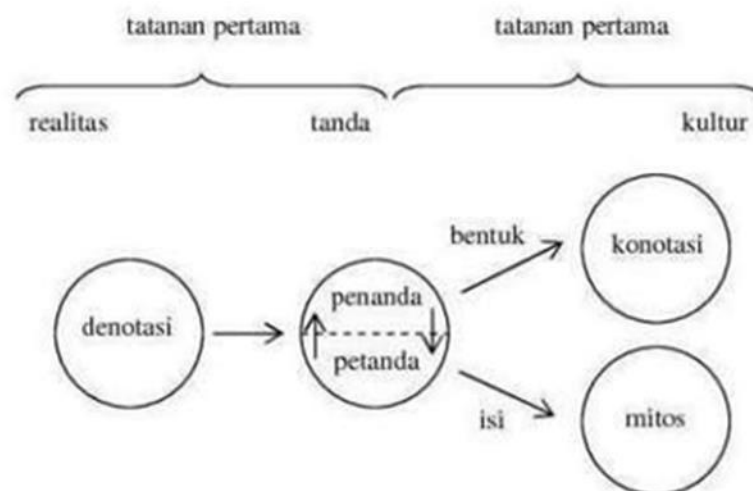 tatanan pertama
tatanan pertama
realitas
tanda
kultur
bentuk
konotasi
penanda
denotasi
petanda
isi
mitos